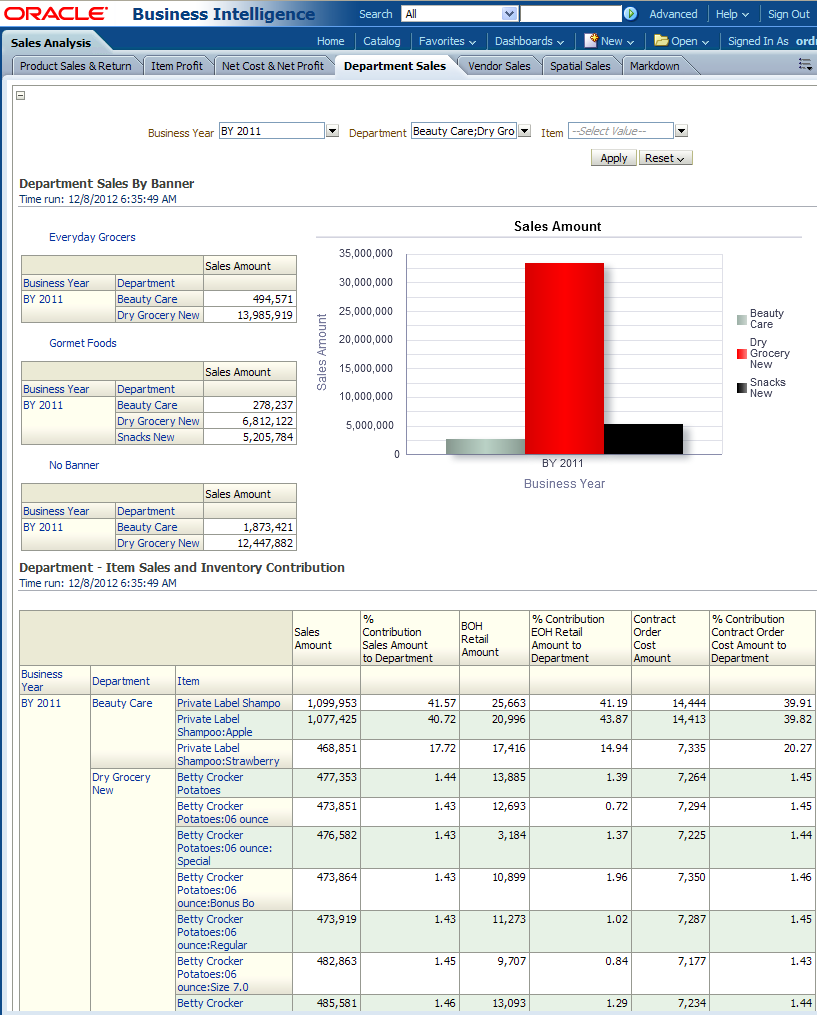 ORACLE Business Intelligence Search All Advanced Help Sign Out
Sales Analysis Home Catalog Favorites Dashboards New Open Signed In As
Product Sales & Return Item Profit Net Cost & Net Profit Department Sales Vendor Sales Spatial Sales Markdown
Business Year BY 2011 Department Beauty Care;Dry Gro Item --Select Value--
Apply Reset
Department Sales By Banner
Time run: 12/8/2012 6:35:49 AM
Everyday Grocers
Sales Amount
Business Year Department
BY 2011 Beauty Care 494,571
Dry Grocery New 13,985,919
Gormet Foods
Sales Amount
Business Year Department
BY 2011 Beauty Care 278,237
Dry Grocery New 6,812,122
Snacks New 5,205,784
No Banner
Sales Amount
Business Year Department
BY 2011 Beauty Care 1,873,421
Dry Grocery New 12,447,882
Sales Amount
35,000,000
30,000,000
25,000,000
20,000,000
15,000,000
10,000,000
5,000,000
0
Sales Amount
BY 2011
Business Year
Beauty
Care
Dry
Grocery
New
Snacks
New
Department - Item Sales and Inventory Contribution
Time run: 12/8/2012 6:35:49 AM
Sales
Amount
%
Contribution
Sales Amount
to Department
BOH
Retail
Amount
% Contribution
EOH Retail
Amount to
Department
Contract
Order
Cost
Amount
% Contribution
Contract Order
Cost Amount to
Department
Business
Year
Department Item
BY 2011 Beauty Care Private Label Shampo 1,099,953 41.57 25,663 41.19 14,444 39.91
Private Label 1,077,425 40.72 20,996 43.87 14,413 39.82
Shampoo:Apple
Private Label 468,851 17.72 17,416 14.94 7,335 20.27
Shampoo:Strawberry
Dry Grocery Betty Crocker 477,353 1.44 13,885 1.39 7,264 1.45
New Potatoes
Betty Crocker 473,851 1.43 12,693 0.72 7,294 1.45
Potatoes:06 ounce
Betty Crocker 476,582 1.43 3,184 1.37 7,225 1.44
Potatoes:06 ounce:
Special
Betty Crocker 473,864 1.43 10,899 1.96 7,350 1.46
Potatoes:06
ounce:Bonus Bo
Betty Crocker 473,919 1.43 11,273 1.02 7,287 1.45
Potatoes:06
ounce:Regular
Betty Crocker 482,863 1.45 9,707 0.84 7,177 1.43
Potatoes:06
ounce:Size 7.0
Betty Crocker 485,581 1.46 13,093 1.29 7,234 1.44